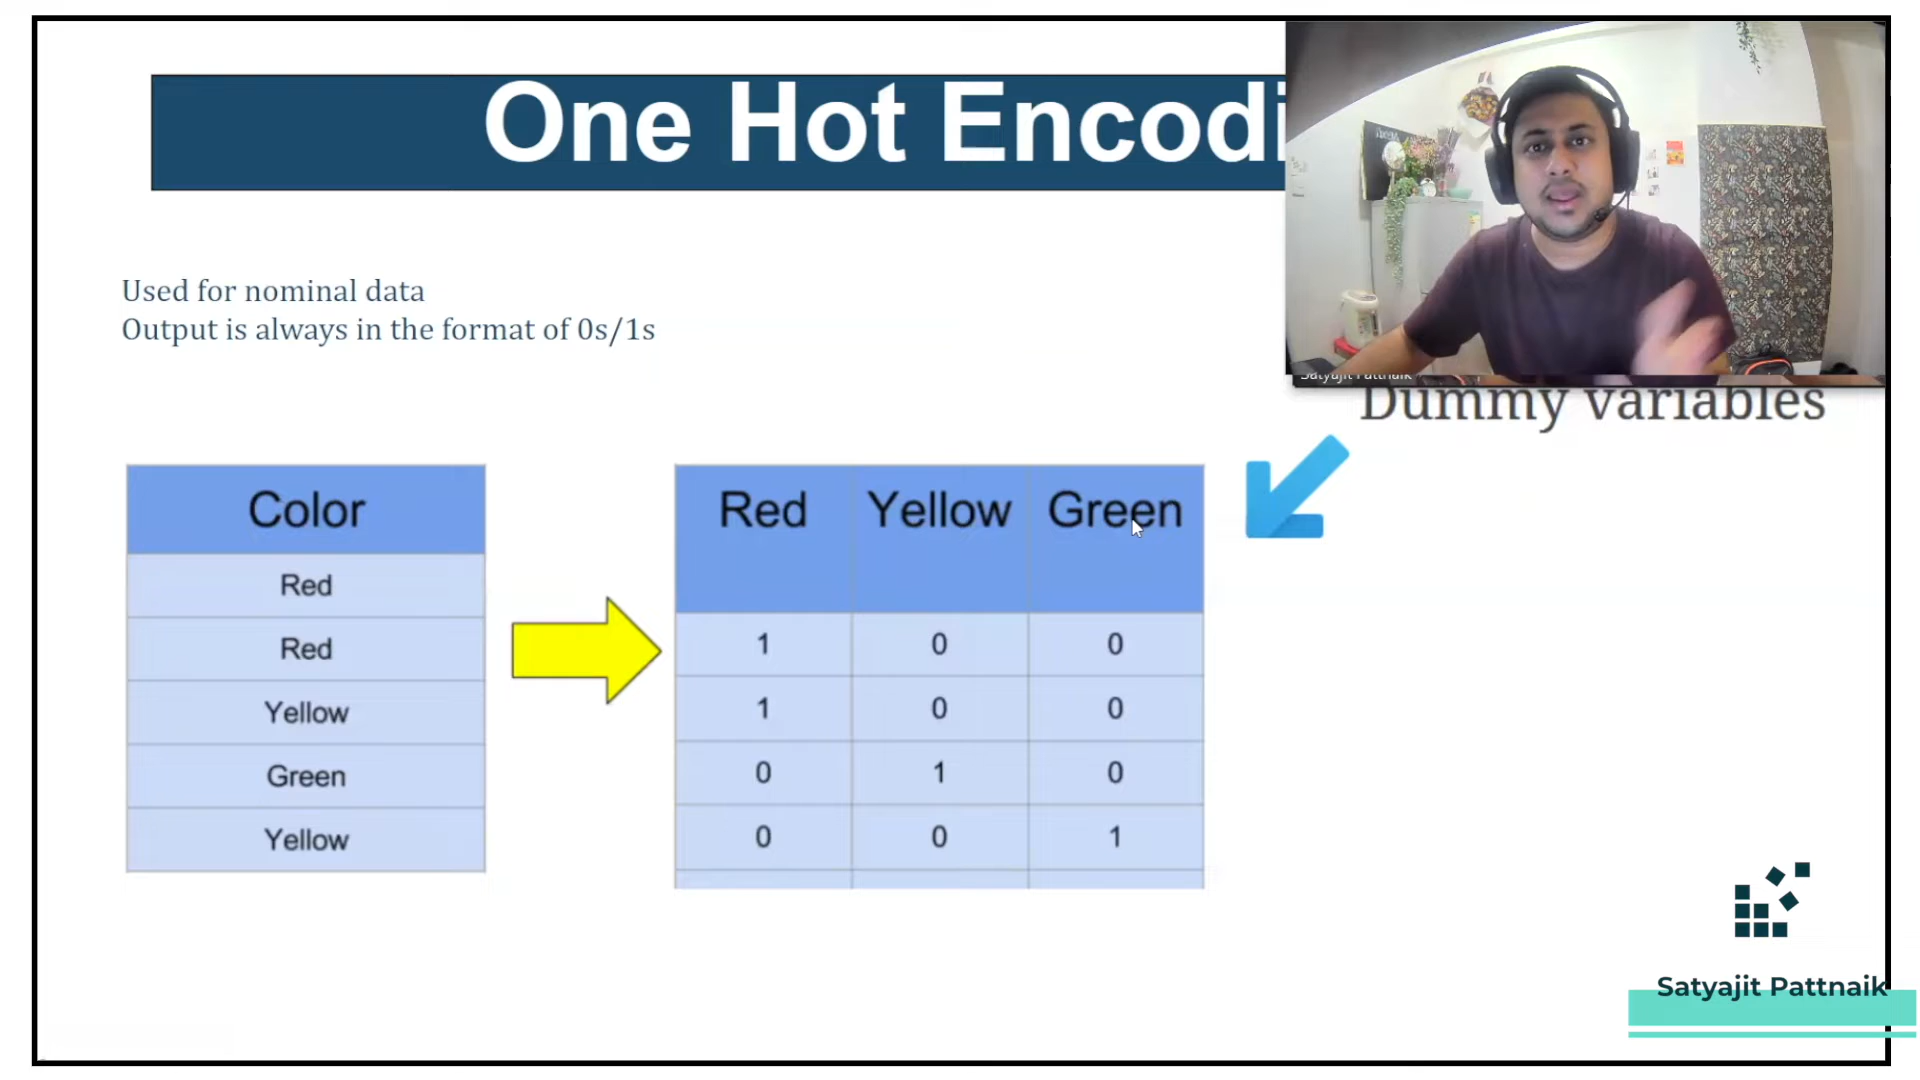 One Hot Encodi
Used for nominal data
Output is always in the format of 0s/1s
Satyajit Pattnaik
Dummy variables
Color
Red
Red
Yellow
Green
Yellow
Red Yellow Green
1 0 0
1 0 0
0 1 0
0 0 1
Satyajit Pattnaik